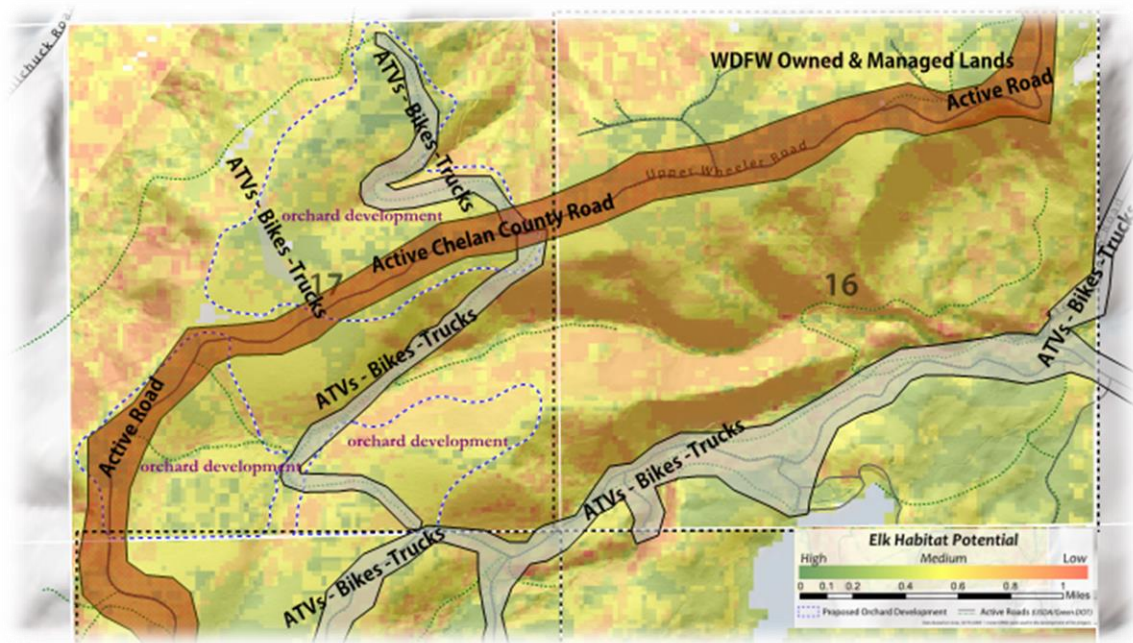 WDFW Owned & Managed Lands
Active Road
ATVs - Bikes -Trucks
Upper Wheeler Road
ATVs - Bikes -Trucks
orchard development
Active Chelan County Road
17
16
ATVs - Bikes -Trucks
ATVs - Bikes -Trucks
Active Road
orchard development
orchard development
ATVs - Bikes -Trucks
ATVs - Bikes -Trucks
Elk Habitat Potential
High Medium Low
0 0.1 0.2 0.4 0.6 0.8 1
Miles
Proposed Orchard Development Active Roads (USDA/Green DOT)